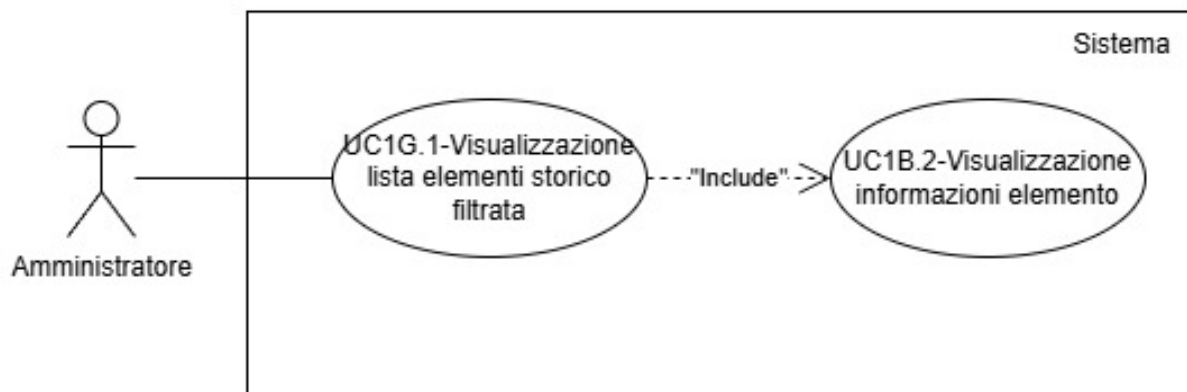 Sistema
UC1G.1-Visualizzazione
lista elementi storico
filtrata
"Include"
UC1B.2-Visualizzazione
informazioni elemento
Amministratore